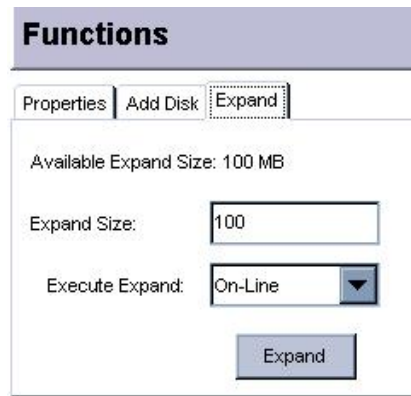 Functions
Properties Add Disk Expand
Available Expand Size: 100 MB
Expand Size: 100
Execute Expand: On-Line
Expand